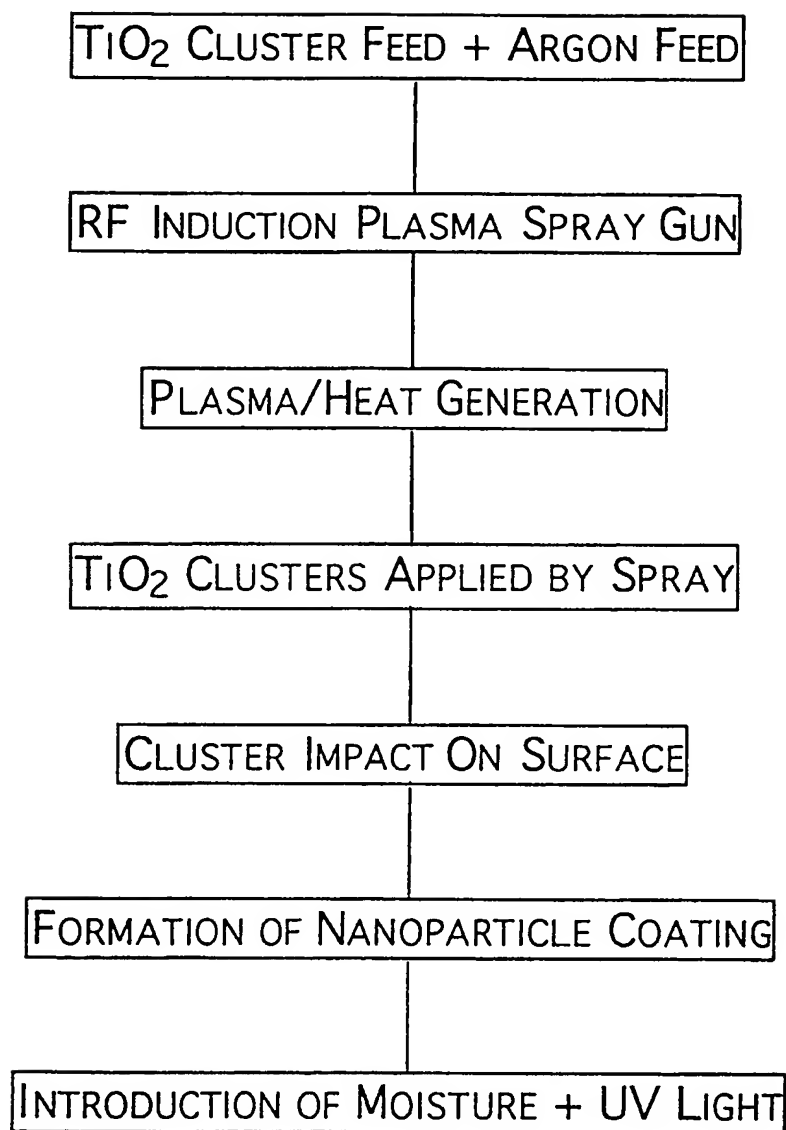 TiO2 Cluster Feed + Argon Feed
RF Induction Plasma Spray Gun
Plasma/Heat Generation
TiO2 Clusters Applied by Spray
Cluster Impact On Surface
Formation of Nanoparticle Coating
Introduction of Moisture + UV Light